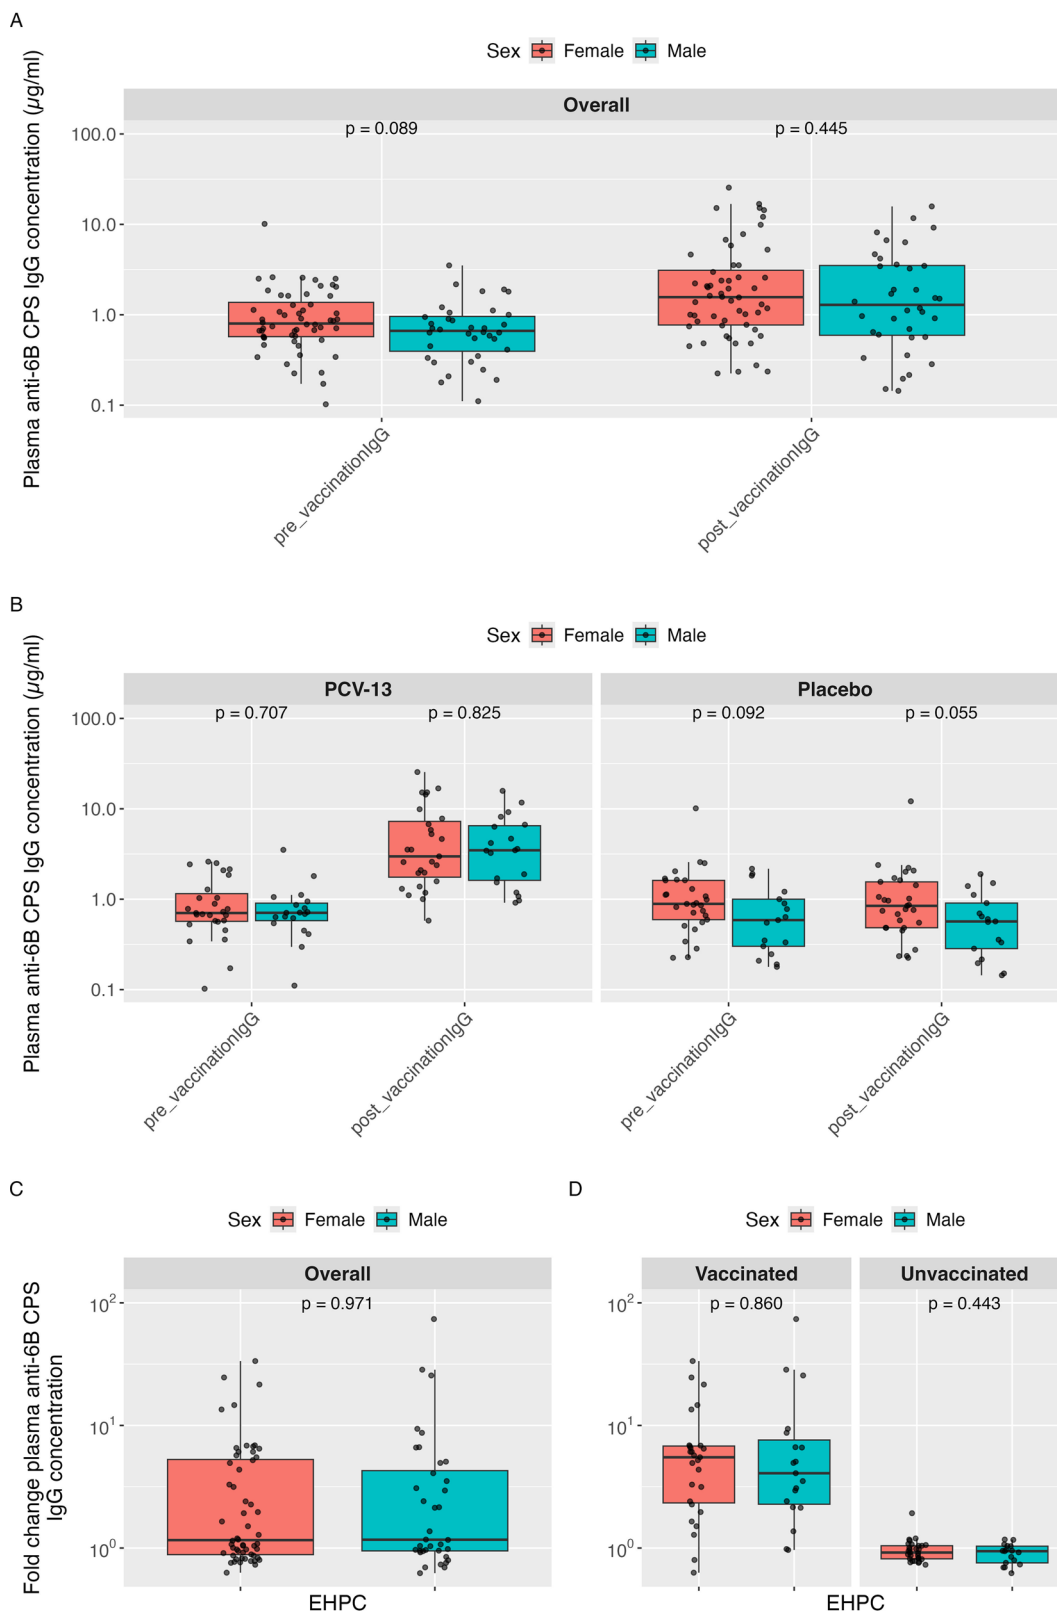 A
Sex Female Male
Overall
p = 0.089 p = 0.445
Plasma anti-6B CPS IgG concentration (µg/ml)
100.0
10.0
1.0
0.1
pre_vaccinationIgG post_vaccinationIgG
B
Sex Female Male
PCV-13 Placebo
p = 0.707 p = 0.825 p = 0.092 p = 0.055
Plasma anti-6B CPS IgG concentration (µg/ml)
100.0
10.0
1.0
0.1
pre_vaccinationIgG post_vaccinationIgG pre_vaccinationIgG post_vaccinationIgG
C
Sex Female Male
Overall
p = 0.971
Fold change plasma anti-6B CPS
IgG concentration
10²
10¹
10⁰
EHPC
D
Sex Female Male
Vaccinated Unvaccinated
p = 0.860 p = 0.443
10²
10¹
10⁰
EHPC